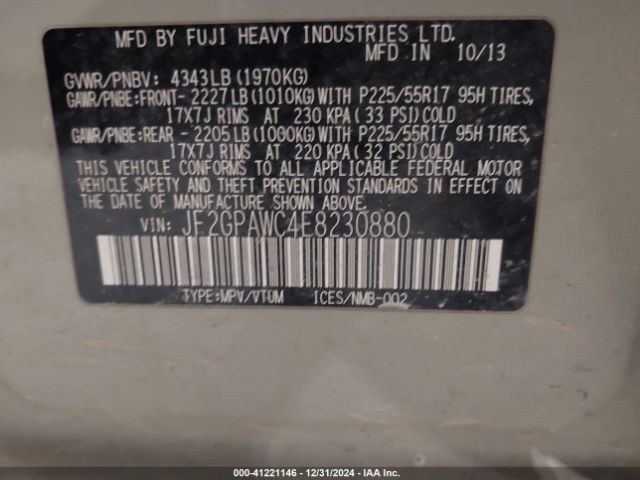 MFD BY FUJI HEAVY INDUSTRIES LTD.
MFD IN 10/13
GVWR/PNBV: 4343LB (1970KG)
GAWR/PNBE:FRONT- 2227LB(1010KG)WITH P225/55R17 95H TIRES,
17X7J RIMS AT 230 KPA(33 PSI)COLD
GAWR/PNBE:REAR - 2205LB(1000KG)WITH P225/55R17 95H TIRES,
17X7J RIMS AT 220 KPA(32 PSI)COLD
THIS VEHICLE CONFORMS TO ALL APPLICABLE FEDERAL MOTOR
VEHICLE SAFETY AND THEFT PREVENTION STANDARDS IN EFFECT
ON THE DATE OF MANUFACTURE SHOWN ABOVE.
VIN: JF2GPAWC4E8230880
TYPE:MPV/VTUM ICES/NMB-002
000-41221146 - 12/31/2024 - IAA Inc.